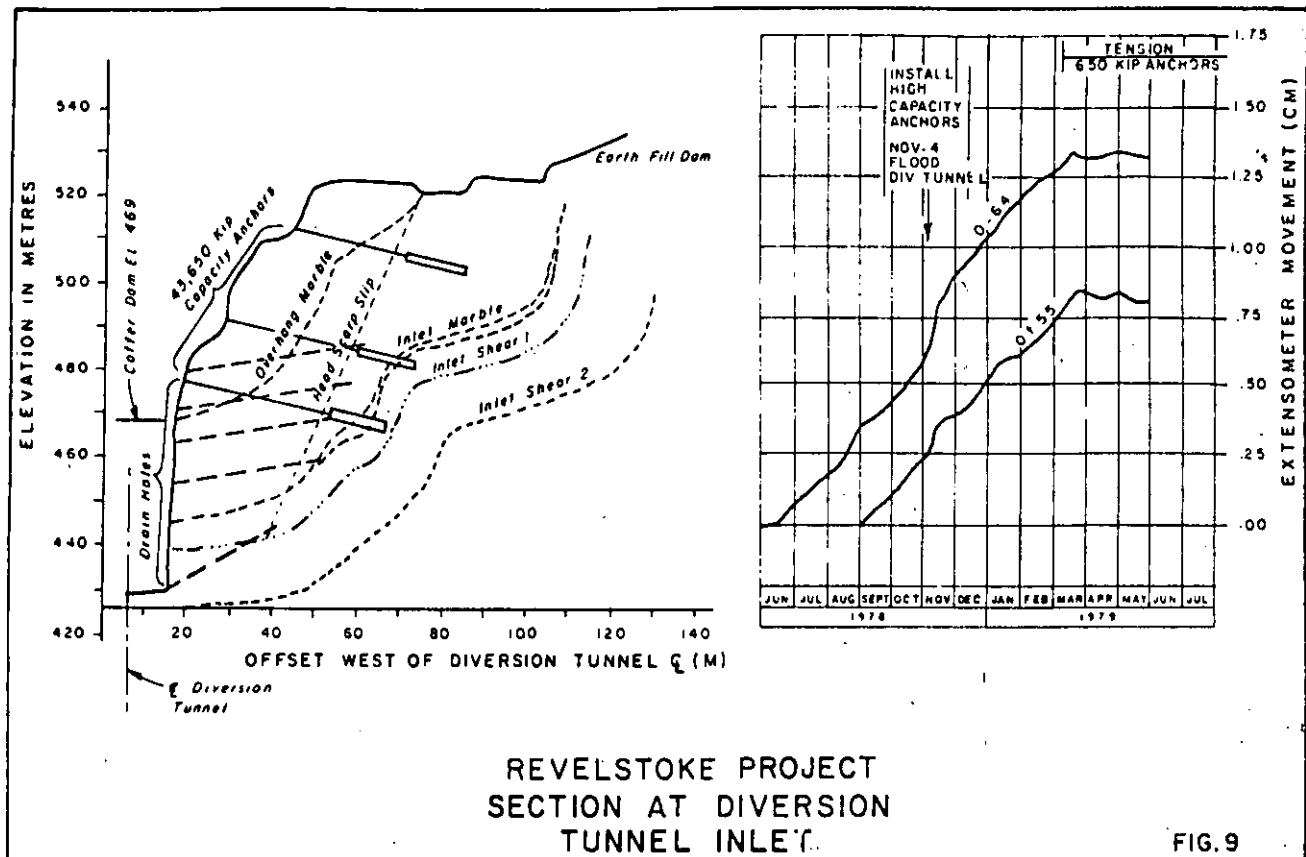 540
520
500
480
460
440
420
ELEVATION IN METRES
Coffer Dam El. 469
43,650 Kip
Capacity Anchors
Drain Holes
Overhang Marble
Head Scarp Slip
Earth Fill Dam
Inlet Marble
Inlet Shear 1
Inlet Shear 2
20 40 60 80 100 120 140
OFFSET WEST OF DIVERSION TUNNEL ℄ (M)
℄ Diversion
Tunnel
TENSION
650 KIP ANCHORS
INSTALL
HIGH
CAPACITY
ANCHORS
NOV-4
FLOOD
DIV TUNNEL
0-64
1.75
1.50
1.25
1.00
.75
.50
.25
.00
EXTENSOMETER MOVEMENT (CM)
JUN JUL AUG SEPT OCT NOV DEC JAN FEB MAR APR MAY JUN JUL
1978 1979
REVELSTOKE PROJECT
SECTION AT DIVERSION
TUNNEL INLET
FIG. 9